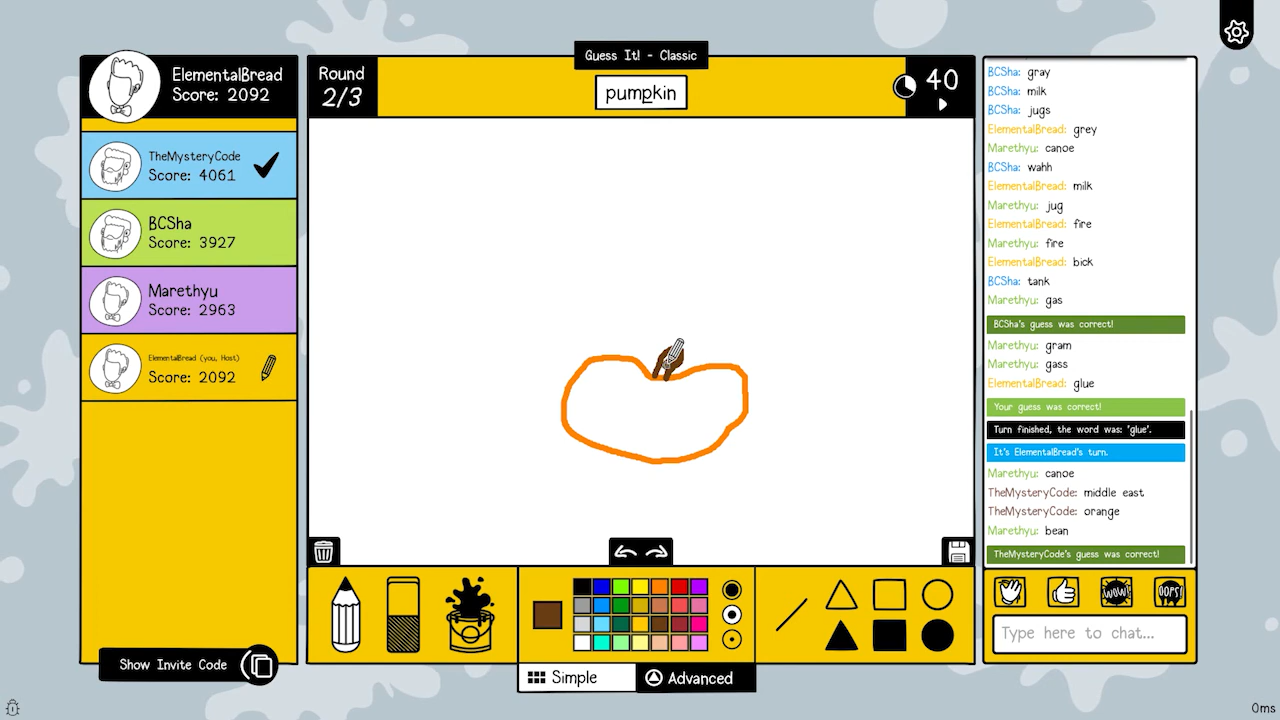 Guess It! - Classic
ElementalBread
Score: 2092
Round
2/3
pumpkin
40
TheMysteryCode
Score: 4061
BCSha
Score: 3927
Marethyu
Score: 2963
ElementalBread (you, Host)
Score: 2092
BCSha: gray
BCSha: milk
BCSha: jugs
ElementalBread: grey
Marethyu: canoe
BCSha: wahh
ElementalBread: milk
Marethyu: jug
ElementalBread: fire
Marethyu: fire
ElementalBread: bick
BCSha: tank
Marethyu: gas
BCSha's guess was correct!
Marethyu: gram
Marethyu: gass
ElementalBread: glue
Your guess was correct!
Turn finished, the word was: 'glue'.
It's ElementalBread's turn.
Marethyu: canoe
TheMysteryCode: middle east
TheMysteryCode: orange
Marethyu: bean
TheMysteryCode's guess was correct!
WOW!
OOPS!
Type here to chat...
Show Invite Code
Simple
Advanced
0ms